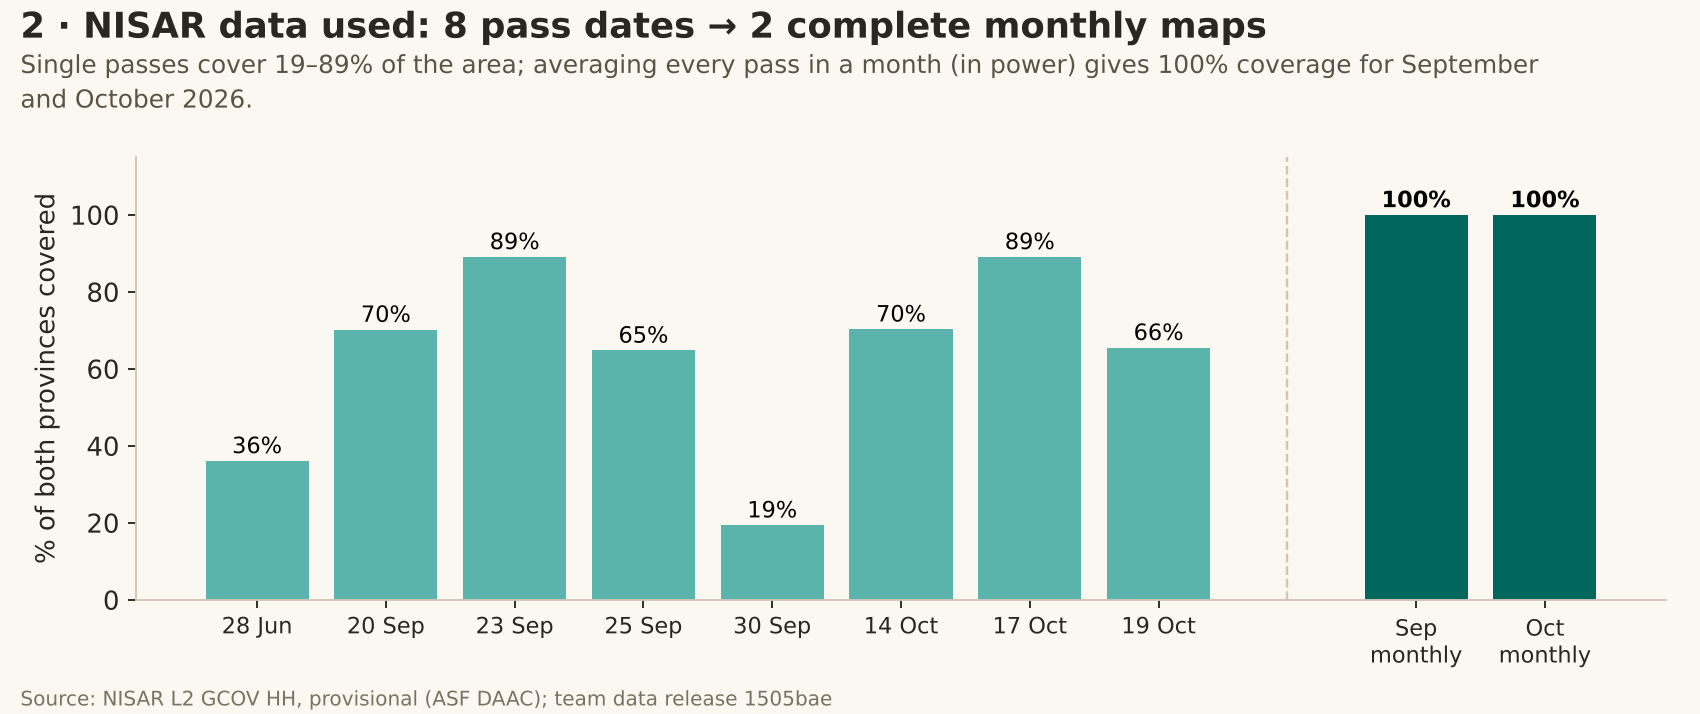 2 · NISAR data used: 8 pass dates → 2 complete monthly maps
Single passes cover 19–89% of the area; averaging every pass in a month (in power) gives 100% coverage for September
and October 2026.
% of both provinces covered
100
80
60
40
20
0
36%
70%
89%
65%
19%
70%
89%
66%
100%
100%
28 Jun
20 Sep
23 Sep
25 Sep
30 Sep
14 Oct
17 Oct
19 Oct
Sep
monthly
Oct
monthly
Source: NISAR L2 GCOV HH, provisional (ASF DAAC); team data release 1505bae